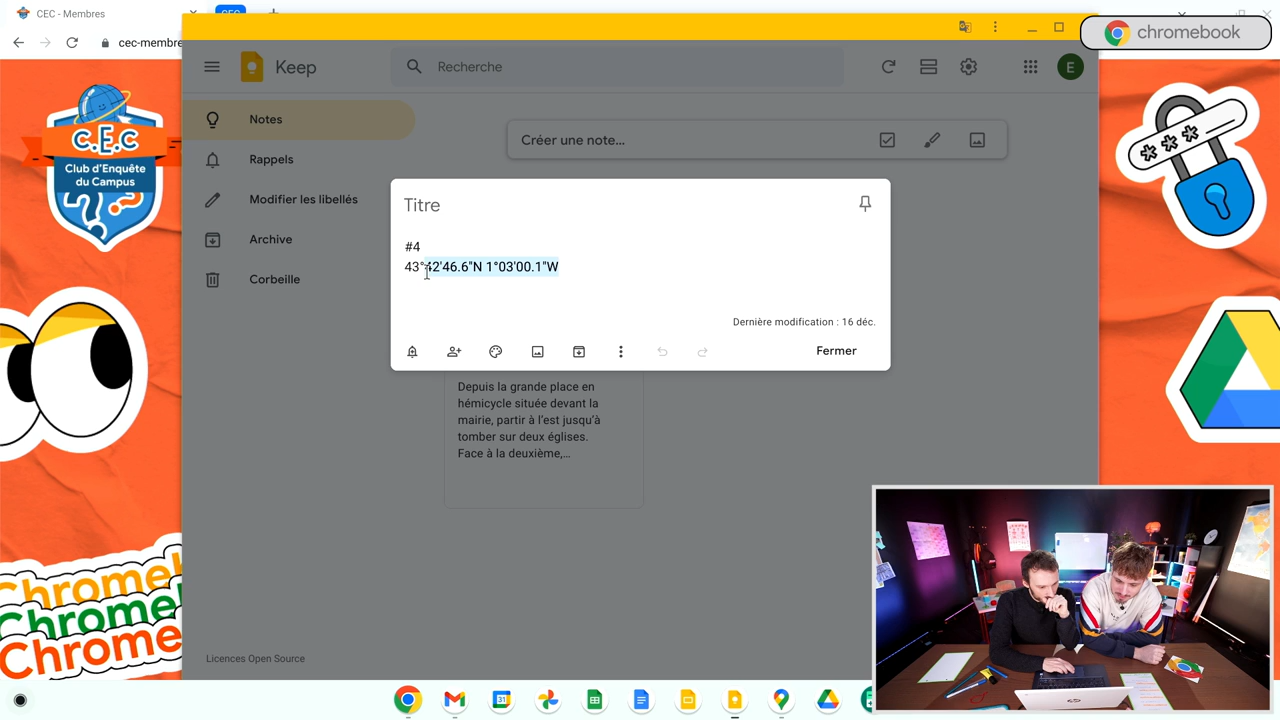 CEC - Membres
CEC
cec-membre
chromebook
Keep
Recherche
E
Notes
Créer une note...
Rappels
Modifier les libellés
Archive
Corbeille
C.E.C
Club d'Enquête
du Campus
Titre
#4
43°42'46.6"N 1°03'00.1"W
Dernière modification : 16 déc.
Fermer
Depuis la grande place en
hémicycle située devant la
mairie, partir à l'est jusqu'à
tomber sur deux églises.
Face à la deuxième,...
Chrome
Chrome
Chrome
Licences Open Source
31